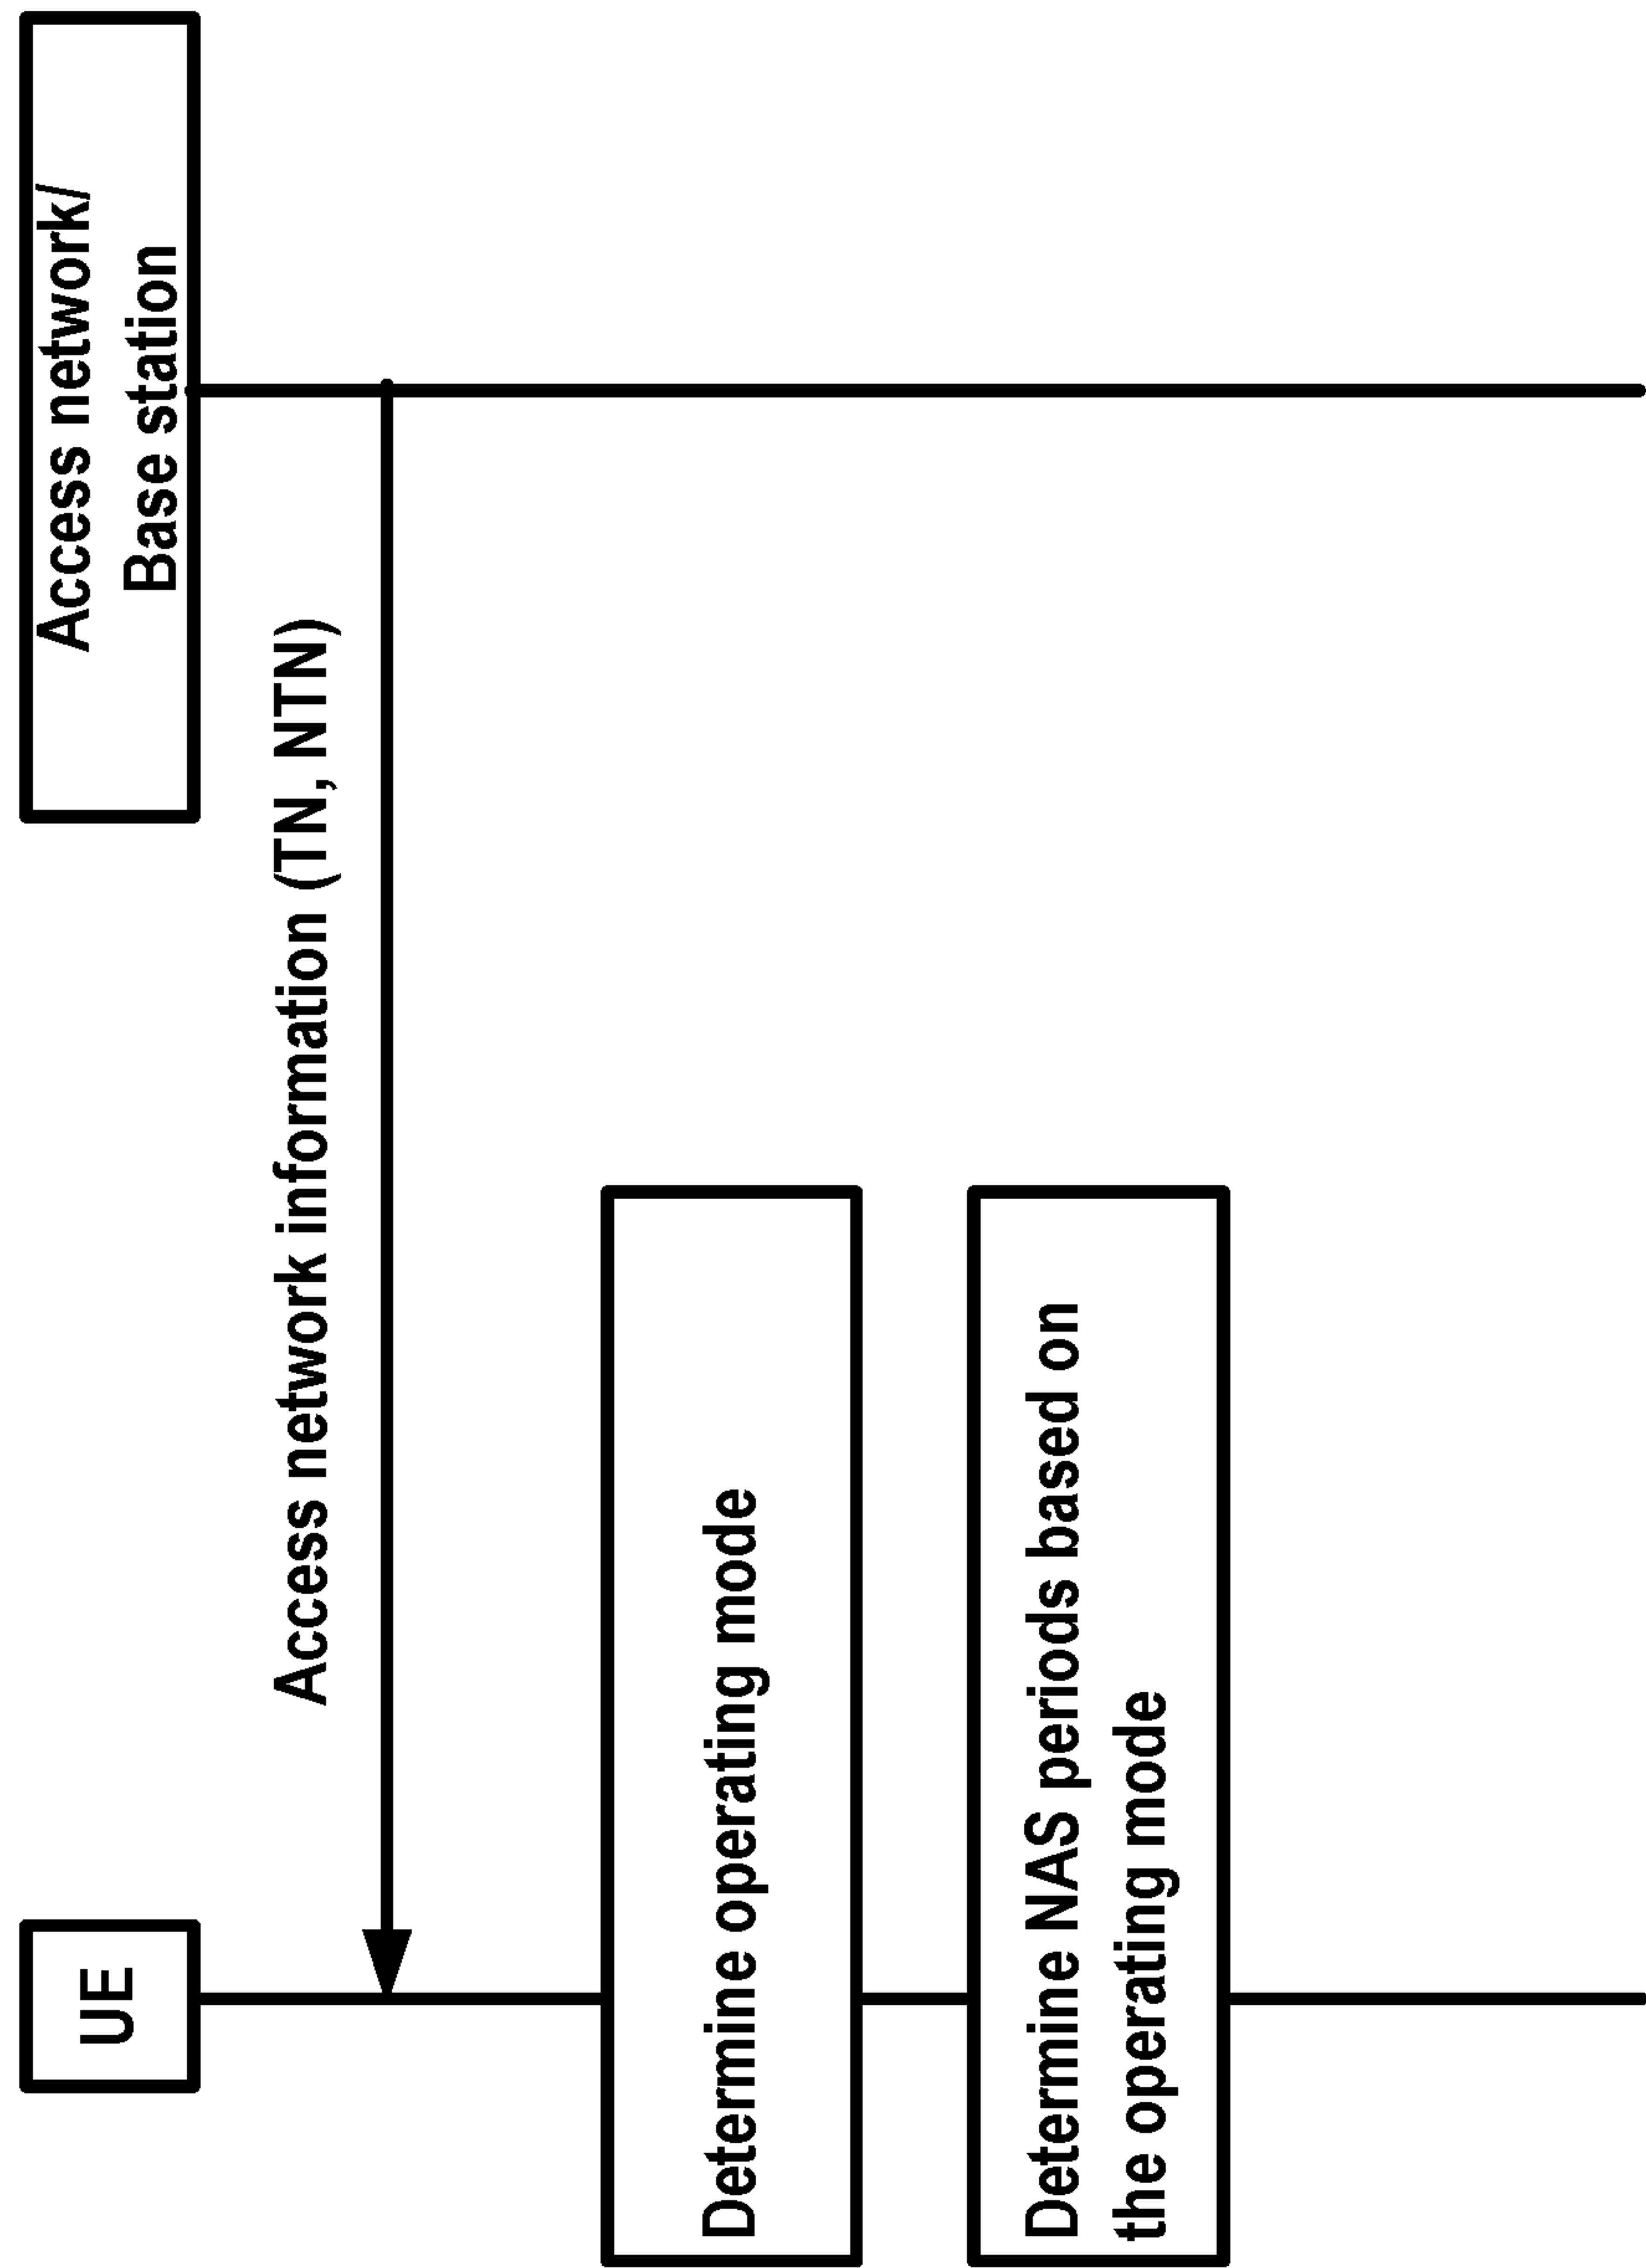 UE
Access network/
Base station
Access network information (TN, NTN)
Determine operating mode
Determine NAS periods based on
the operating mode